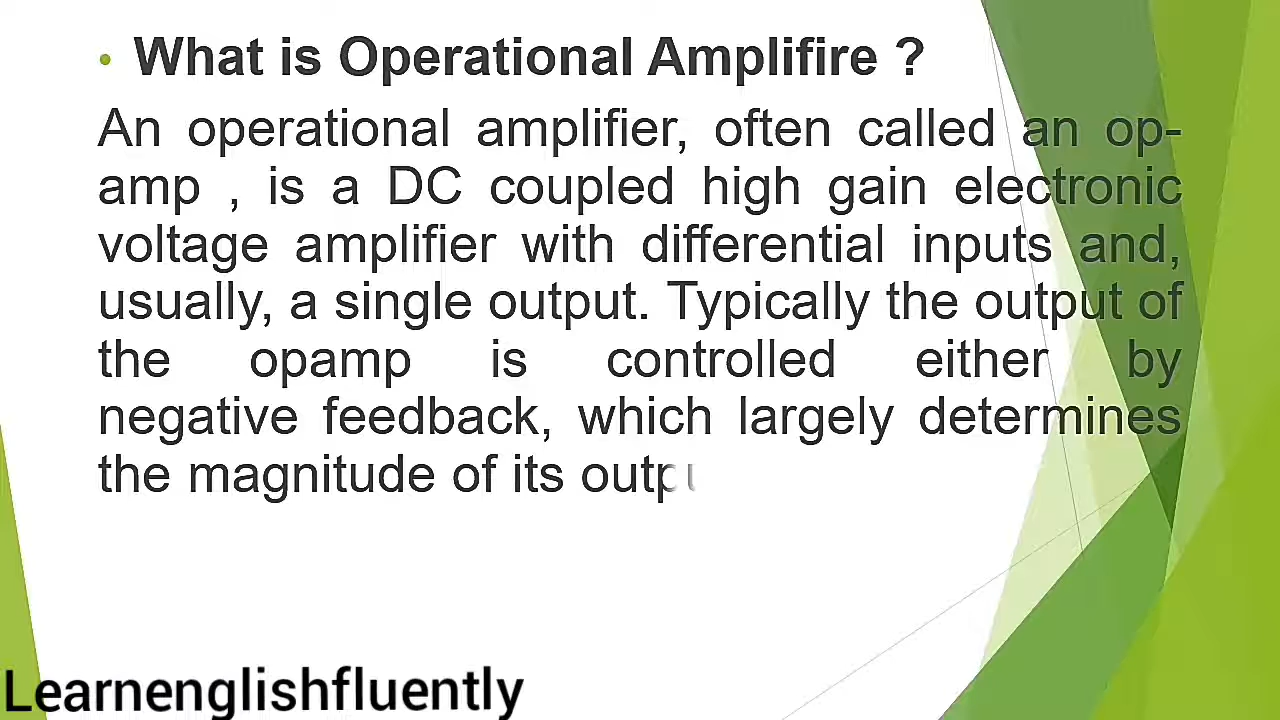 • What is Operational Amplifire ?
An operational amplifier, often called an op-
amp , is a DC coupled high gain electronic
voltage amplifier with differential inputs and,
usually, a single output. Typically the output of
the opamp is controlled either by
negative feedback, which largely determines
the magnitude of its outpu
Learnenglishfluently